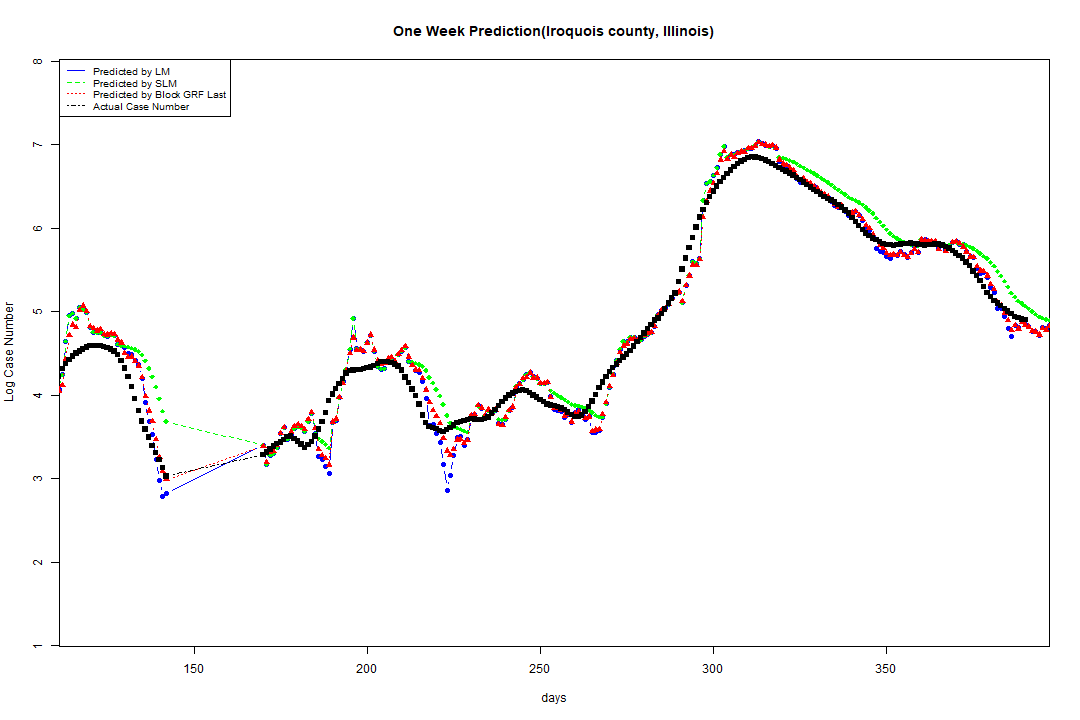 One Week Prediction(Iroquois county, Illinois)
Predicted by LM
Predicted by SLM
Predicted by Block GRF Last
Actual Case Number
8
7
6
5
4
3
2
1
Log Case Number
150 200 250 300 350
days